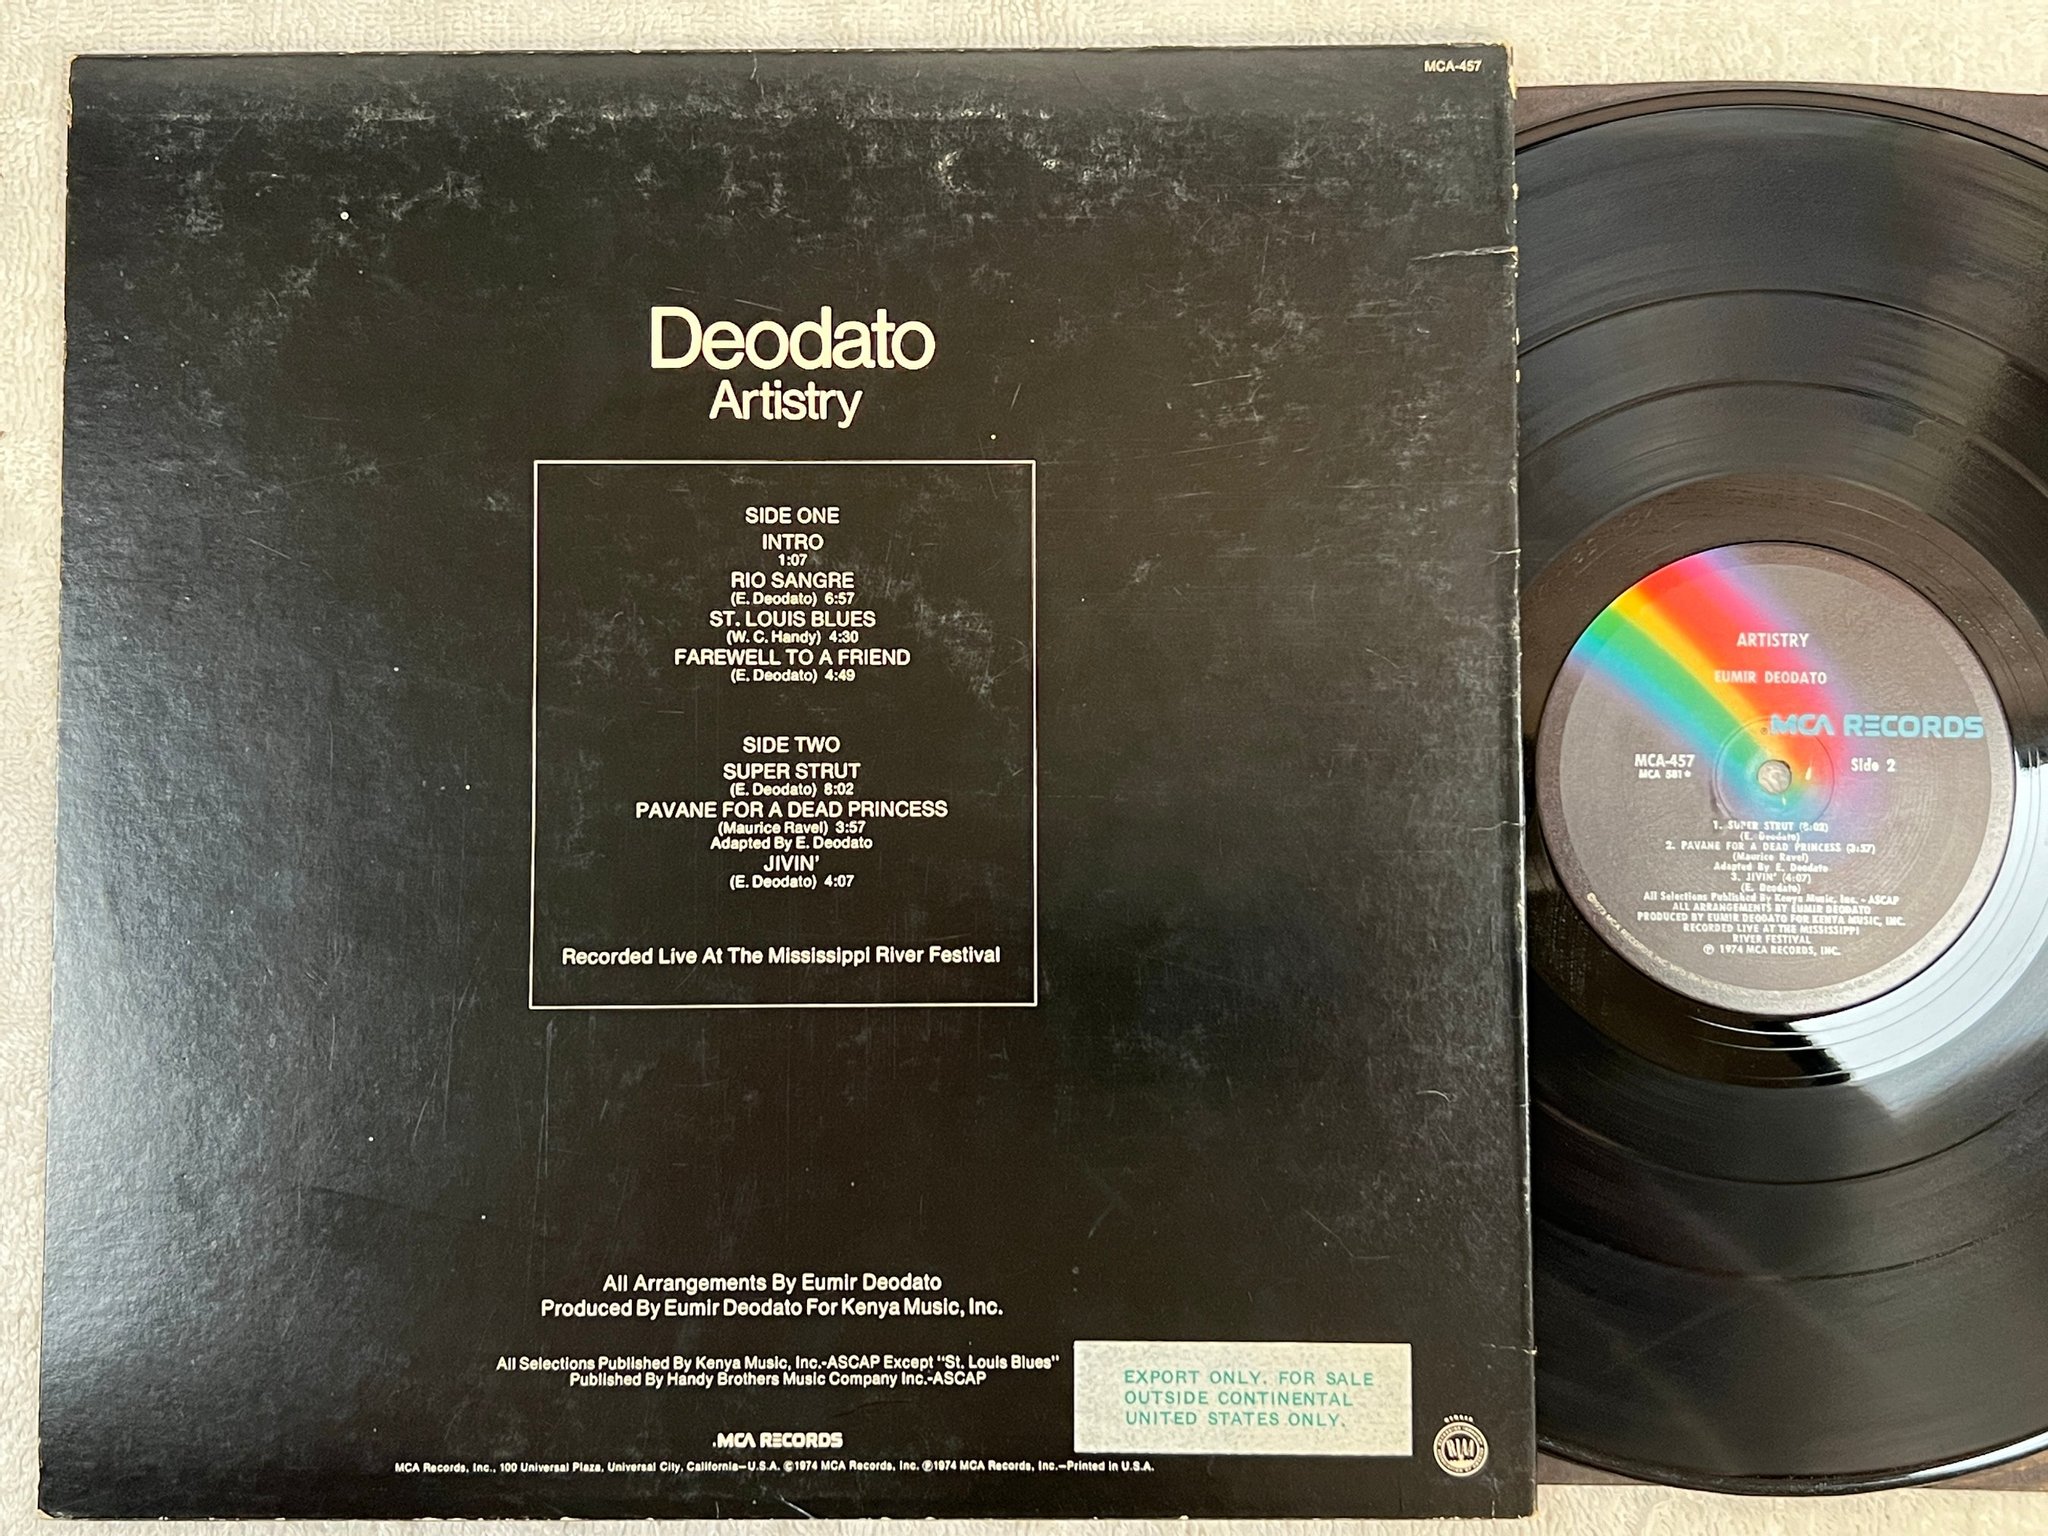 MCA-457
Deodato
Artistry
SIDE ONE
INTRO
1:07
RIO SANGRE
(E. Deodato) 6:57
ST. LOUIS BLUES
(W. C. Handy) 4:30
FAREWELL TO A FRIEND
(E. Deodato) 4:49
SIDE TWO
SUPER STRUT
(E. Deodato) 8:02
PAVANE FOR A DEAD PRINCESS
(Maurice Ravel) 3:57
Adapted By E. Deodato
JIVIN'
(E. Deodato) 4:07
Recorded Live At The Mississippi River Festival
All Arrangements By Eumir Deodato
Produced By Eumir Deodato For Kenya Music, Inc.
All Selections Published By Kenya Music, Inc.-ASCAP Except "St. Louis Blues"
Published By Handy Brothers Music Company Inc.-ASCAP
MCA RECORDS
MCA Records, Inc., 100 Universal Plaza, Universal City, California—U.S.A. ©1974 MCA Records, Inc. ℗1974 MCA Records, Inc.—Printed in U.S.A.
EXPORT ONLY. FOR SALE
OUTSIDE CONTINENTAL
UNITED STATES ONLY.
ARTISTRY
EUMIR DEODATO
MCA RECORDS
MCA-457
MCA 581*
Side 2
1. SUPER STRUT (8:02)
(E. Deodato)
2. PAVANE FOR A DEAD PRINCESS (3:57)
(Maurice Ravel)
Adapted By E. Deodato
3. JIVIN' (4:07)
(E. Deodato)
All Selections Published By Kenya Music, Inc. - ASCAP
ALL ARRANGEMENTS BY EUMIR DEODATO
PRODUCED BY EUMIR DEODATO FOR KENYA MUSIC, INC.
RECORDED LIVE AT THE MISSISSIPPI
RIVER FESTIVAL
℗ 1974 MCA RECORDS, INC.